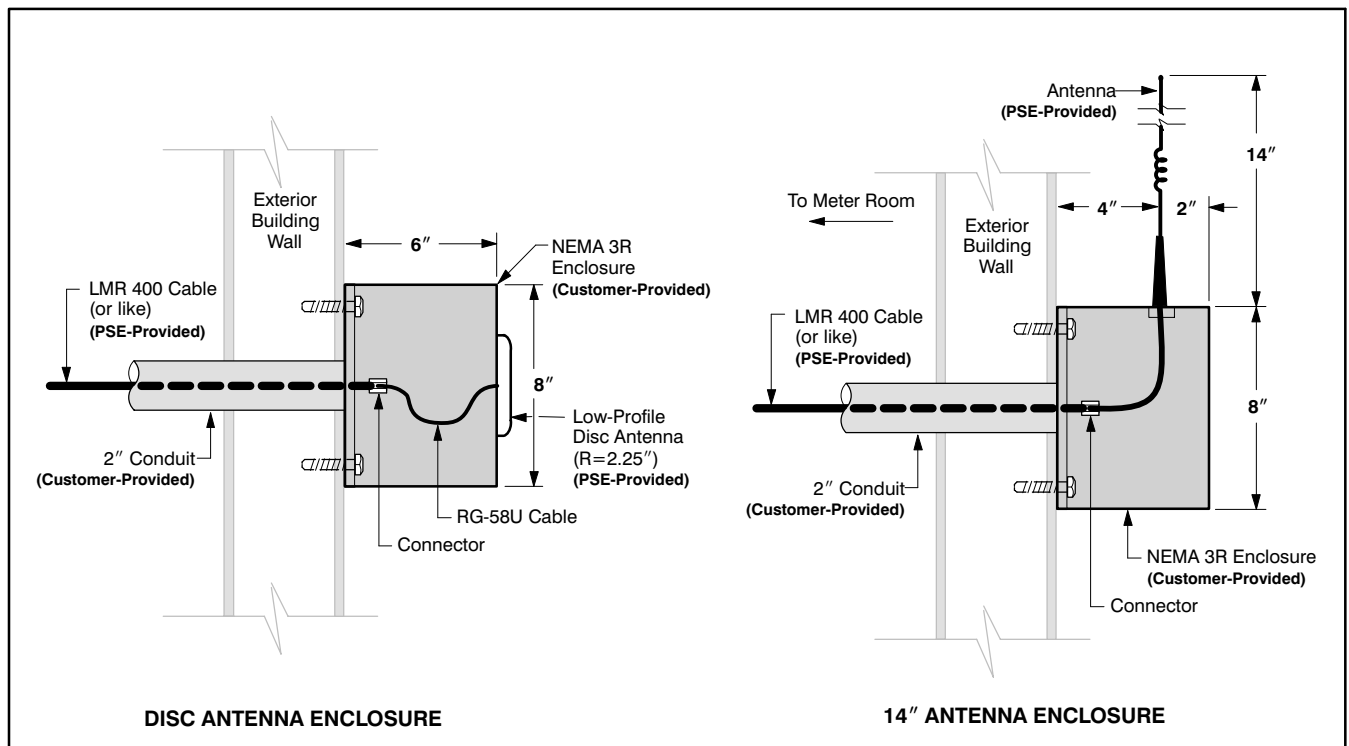 Exterior
Building
Wall
6″
NEMA 3R
Enclosure
(Customer-Provided)
LMR 400 Cable
(or like)
(PSE-Provided)
8″
Low-Profile
Disc Antenna
(R=2.25″)
(PSE-Provided)
2″ Conduit
(Customer-Provided)
RG-58U Cable
Connector
DISC ANTENNA ENCLOSURE
Antenna
(PSE-Provided)
14″
To Meter Room
4″
2″
Exterior
Building
Wall
LMR 400 Cable
(or like)
(PSE-Provided)
8″
2″ Conduit
(Customer-Provided)
NEMA 3R Enclosure
(Customer-Provided)
Connector
14″ ANTENNA ENCLOSURE